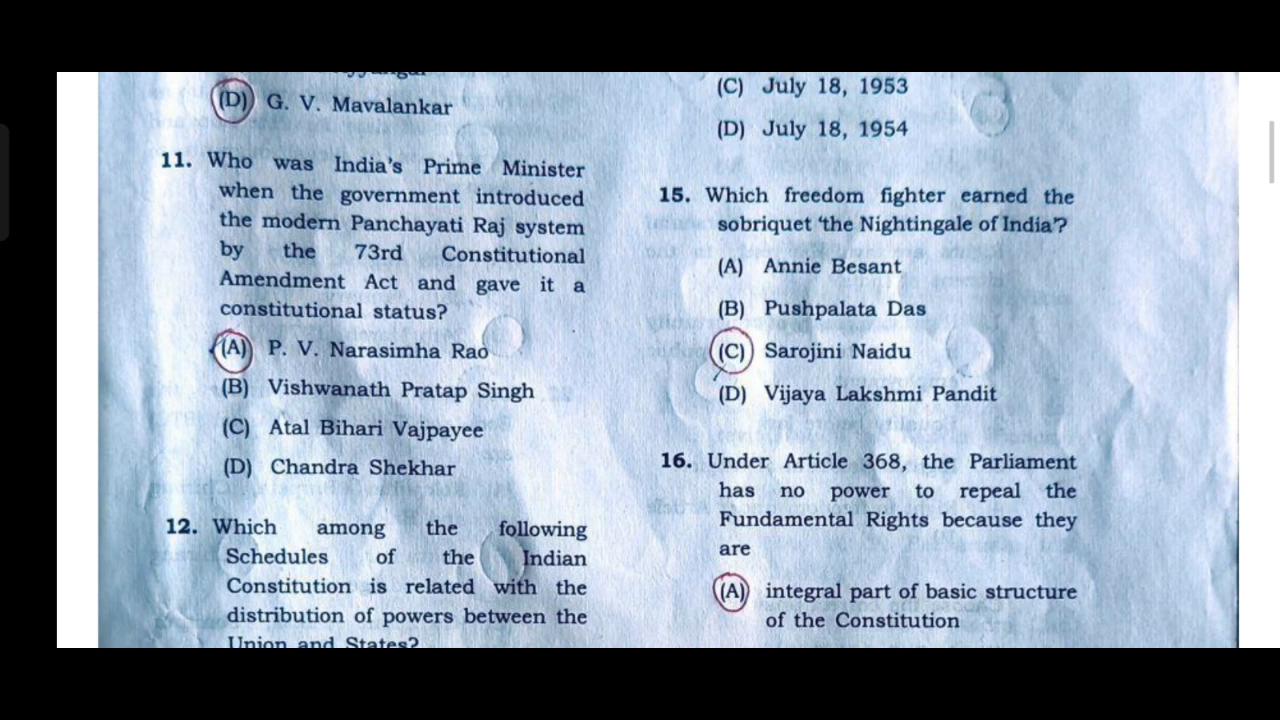 (D) G. V. Mavalankar
11. Who was India's Prime Minister
when the government introduced
the modern Panchayati Raj system
by the 73rd Constitutional
Amendment Act and gave it a
constitutional status?
(A) P. V. Narasimha Rao
(B) Vishwanath Pratap Singh
(C) Atal Bihari Vajpayee
(D) Chandra Shekhar
12. Which among the following
Schedules of the Indian
Constitution is related with the
distribution of powers between the
Union and States?
(C) July 18, 1953
(D) July 18, 1954
15. Which freedom fighter earned the
sobriquet 'the Nightingale of India'?
(A) Annie Besant
(B) Pushpalata Das
(C) Sarojini Naidu
(D) Vijaya Lakshmi Pandit
16. Under Article 368, the Parliament
has no power to repeal the
Fundamental Rights because they
are
(A) integral part of basic structure
of the Constitution